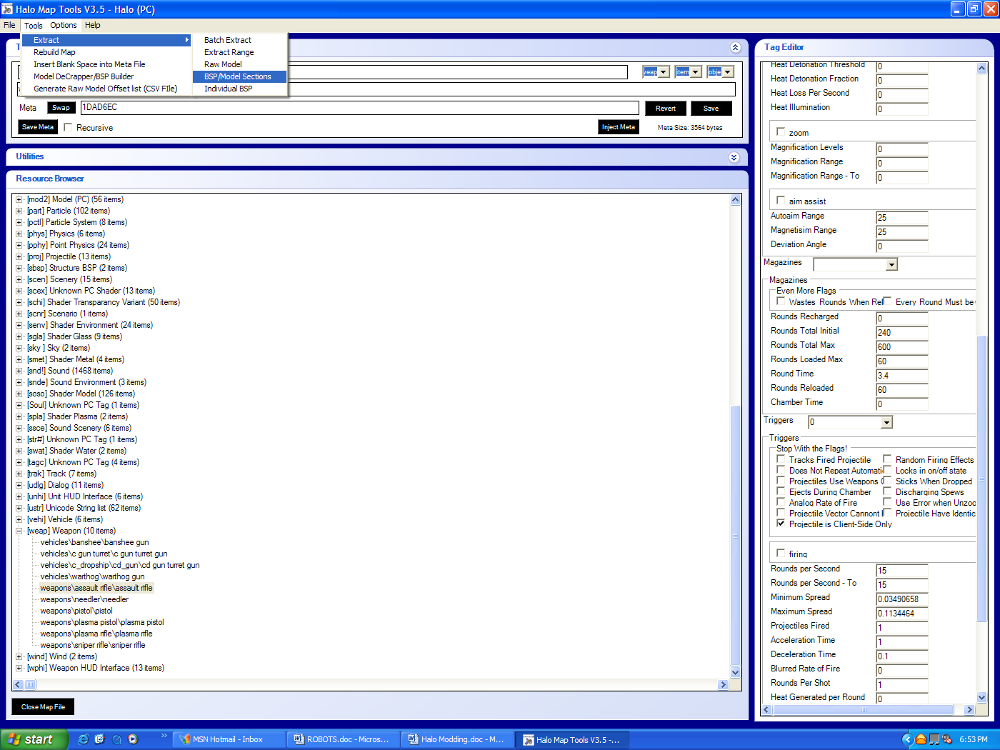 Halo Map Tools V3.5 - Halo (PC)
File Tools Options Help
Extract
Rebuild Map
Insert Blank Space into Meta File
Model DeCrapper/BSP Builder
Generate Raw Model Offset list (CSV File)
Batch Extract
Extract Range
Raw Model
BSP/Model Sections
Individual BSP
T
weap item obje
Meta Swap 1DAD6EC Revert Save
Save Meta Recursive Inject Meta Meta Size: 3564 bytes
Utilities
Resource Browser
[mod2] Model (PC) (56 items)
[part] Particle (102 items)
[pctl] Particle System (8 items)
[phys] Physics (6 items)
[pphy] Point Physics (24 items)
[proj] Projectile (13 items)
[sbsp] Structure BSP (2 items)
[scen] Scenery (15 items)
[scex] Unknown PC Shader (13 items)
[schi] Shader Transparancy Variant (50 items)
[scnr] Scenario (1 items)
[senv] Shader Environment (24 items)
[sgla] Shader Glass (9 items)
[sky ] Sky (2 items)
[smet] Shader Metal (4 items)
[snd!] Sound (1468 items)
[snde] Sound Environment (3 items)
[soso] Shader Model (126 items)
[Soul] Unknown PC Tag (1 items)
[spla] Shader Plasma (2 items)
[ssce] Sound Scenery (6 items)
[str#] Unknown PC Tag (1 items)
[swat] Shader Water (2 items)
[tagc] Unknown PC Tag (4 items)
[trak] Track (7 items)
[udlg] Dialog (11 items)
[unhi] Unit HUD Interface (6 items)
[ustr] Unicode String list (62 items)
[vehi] Vehicle (6 items)
[weap] Weapon (10 items)
vehicles\banshee\banshee gun
vehicles\c gun turret\c gun turret gun
vehicles\c_dropship\cd_gun\cd gun turret gun
vehicles\warthog\warthog gun
weapons\assault rifle\assault rifle
weapons\needler\needler
weapons\pistol\pistol
weapons\plasma pistol\plasma pistol
weapons\plasma rifle\plasma rifle
weapons\sniper rifle\sniper rifle
[wind] Wind (2 items)
[wphi] Weapon HUD Interface (13 items)
Close Map File
Tag Editor
Heat Detonation Threshold 0
Heat Detonation Fraction 0
Heat Loss Per Second 0
Heat Illumination 0
zoom
Magnification Levels 0
Magnification Range 0
Magnification Range - To 0
aim assist
Autoaim Range 25
Magnetisim Range 25
Deviation Angle 0
Magazines
Magazines
Even More Flags
Wastes Rounds When Rel Every Round Must be
Rounds Recharged 0
Rounds Total Initial 240
Rounds Total Max 600
Rounds Loaded Max 60
Round Time 3.4
Rounds Reloaded 60
Chamber Time 0
Triggers 0
Triggers
Stop With the Flags!
Tracks Fired Projectile Random Firing Effects
Does Not Repeat Automati Locks in on/off state
Projectiles Use Weapons Sticks When Dropped
Ejects During Chamber Discharging Spews
Analog Rate of Fire Use Error when Unzoo
Projectile Vector Cannont Projectile Have Identic
Projectile is Client-Side Only
firing
Rounds per Second 15
Rounds per Second - To 15
Minimum Spread 0.03490658
Maximum Spread 0.1134464
Projectiles Fired 1
Acceleration Time 1
Deceleration Time 0.1
Blurred Rate of Fire 0
Rounds Per Shot 1
Heat Generated per Round 0
start MSN Hotmail - Inbox ROBOTS.doc - Micros... Halo Modding.doc - M... Halo Map Tools V3.5 -... 6:53 PM